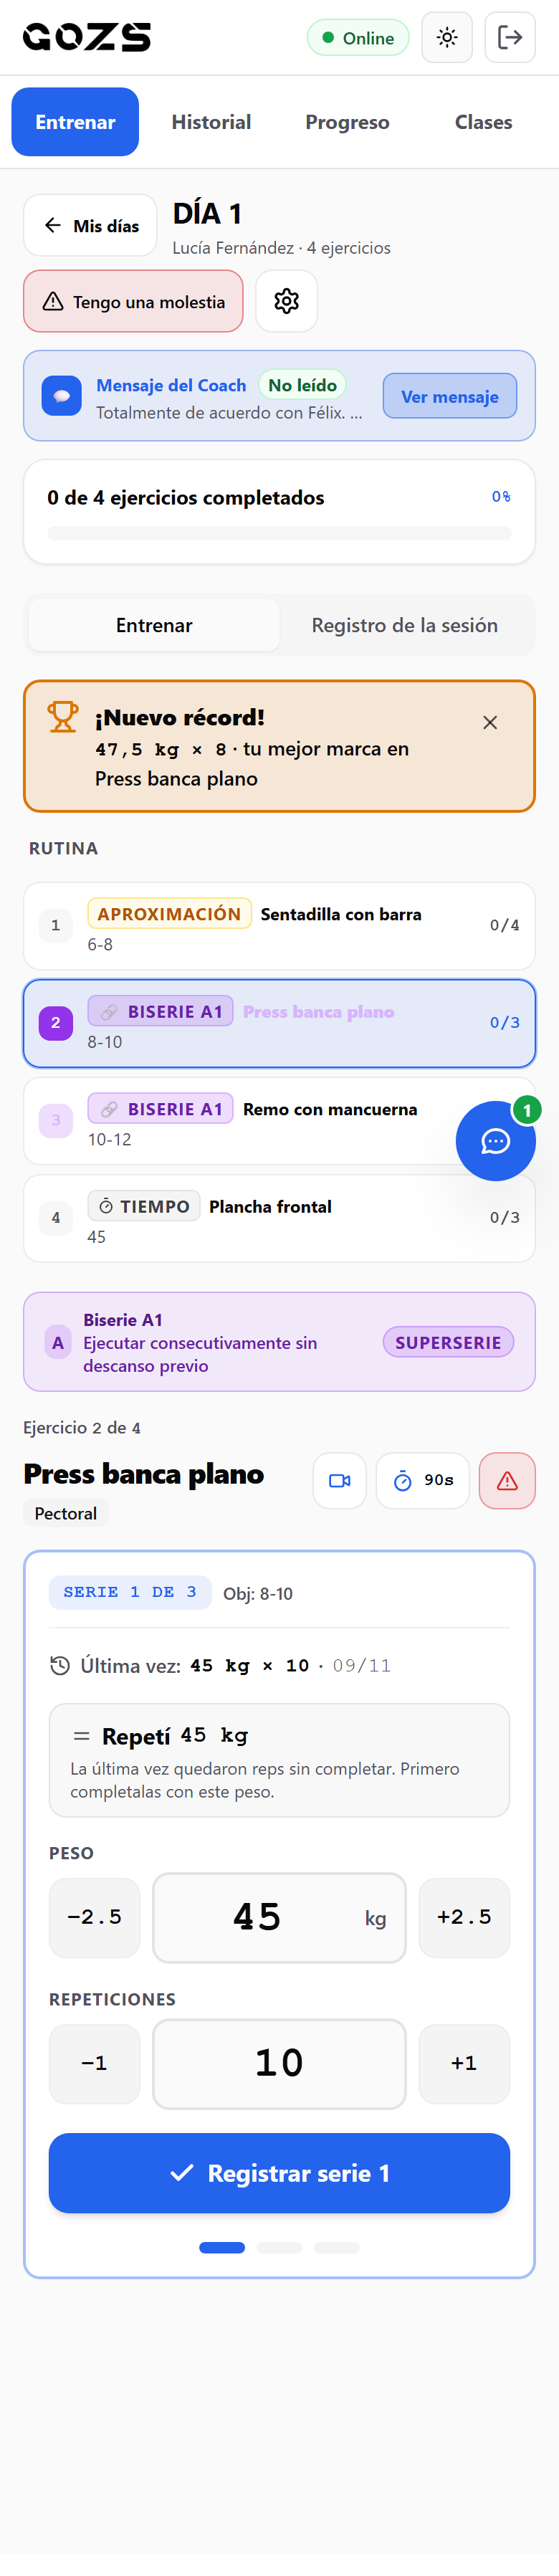 GOZS
Online
Entrenar Historial Progreso Clases
Mis días
DÍA 1
Lucía Fernández · 4 ejercicios
Tengo una molestia
Mensaje del Coach No leído
Totalmente de acuerdo con Félix. ...
Ver mensaje
0 de 4 ejercicios completados 0%
Entrenar Registro de la sesión
¡Nuevo récord!
47,5 kg × 8 · tu mejor marca en
Press banca plano
RUTINA
1 APROXIMACIÓN Sentadilla con barra 0/4
6-8
2 BISERIE A1 Press banca plano 0/3
8-10
3 BISERIE A1 Remo con mancuerna
10-12
1
4 TIEMPO Plancha frontal 0/3
45
A
Biserie A1
Ejecutar consecutivamente sin
descanso previo
SUPERSERIE
Ejercicio 2 de 4
Press banca plano
90s
Pectoral
SERIE 1 DE 3 Obj: 8-10
Última vez: 45 kg × 10 · 09/11
= Repetí 45 kg
La última vez quedaron reps sin completar. Primero
completalas con este peso.
PESO
−2.5 45 kg +2.5
REPETICIONES
−1 10 +1
Registrar serie 1